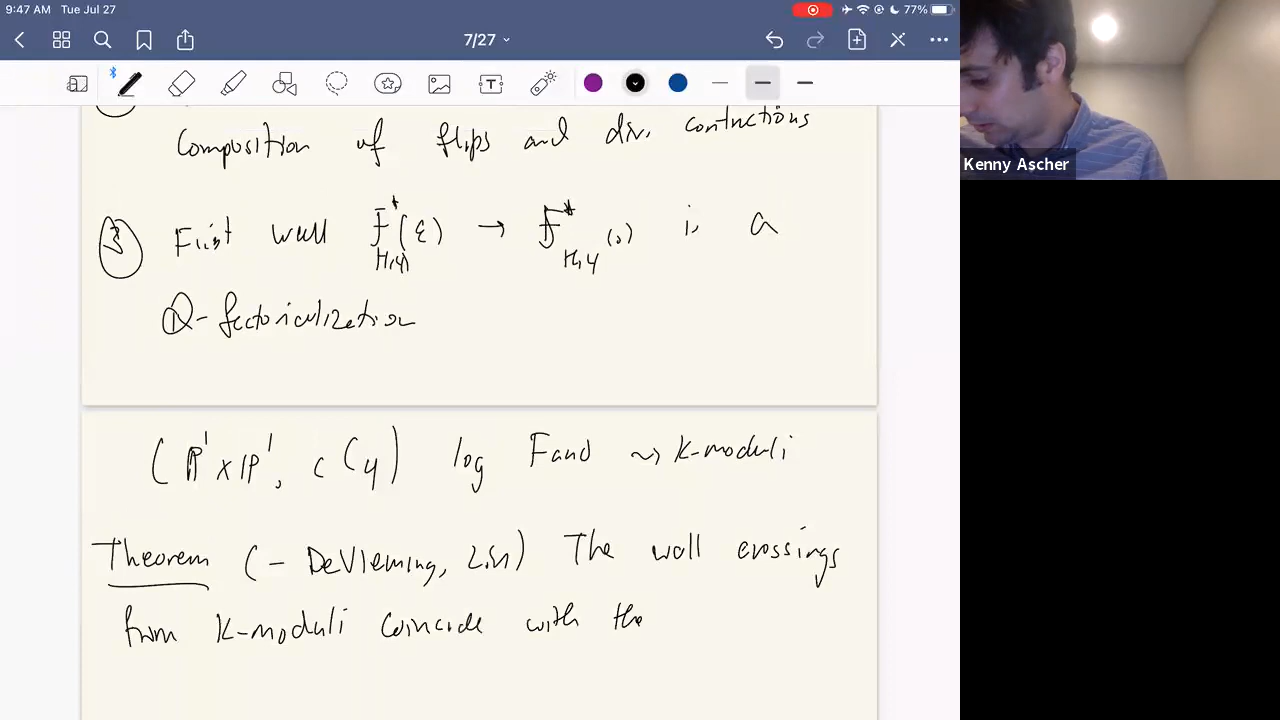 9:47 AM Tue Jul 27
77%
7/27
Kenny Ascher
Composition of flips and div. contractions
③ First wall F*_{H,4}(ε) → F*_{H,4}(0) is a
Q-factorialization
(P¹×P¹, c C₄) log Fano ⇝ K-moduli
Theorem (– DeVleming, Liu) The wall crossings
from K-moduli coincide with the